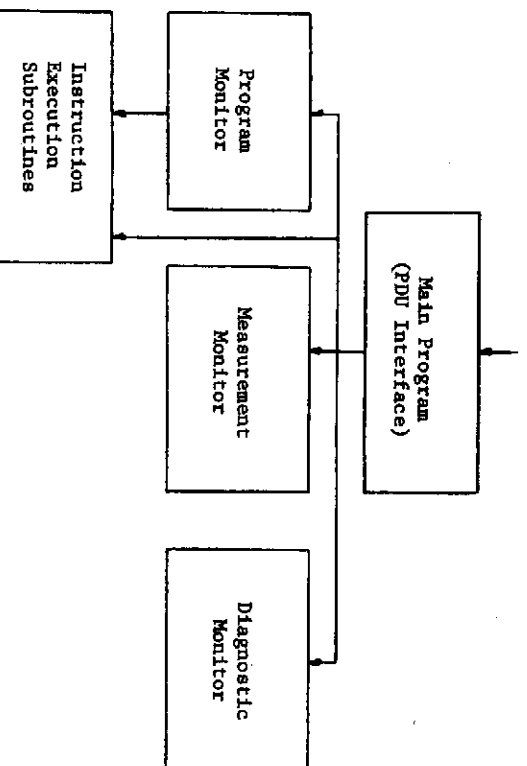 Main Program
(PDU Interface)
Program
Monitor
Measurement
Monitor
Diagnostic
Monitor
Instruction
Execution
Subroutines